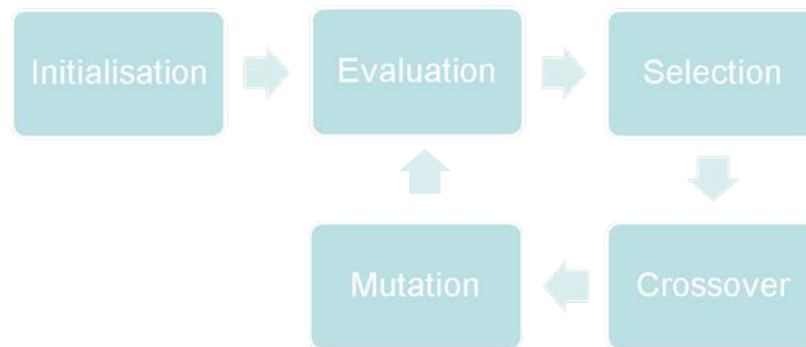 Initialisation
Evaluation
Selection
Mutation
Crossover